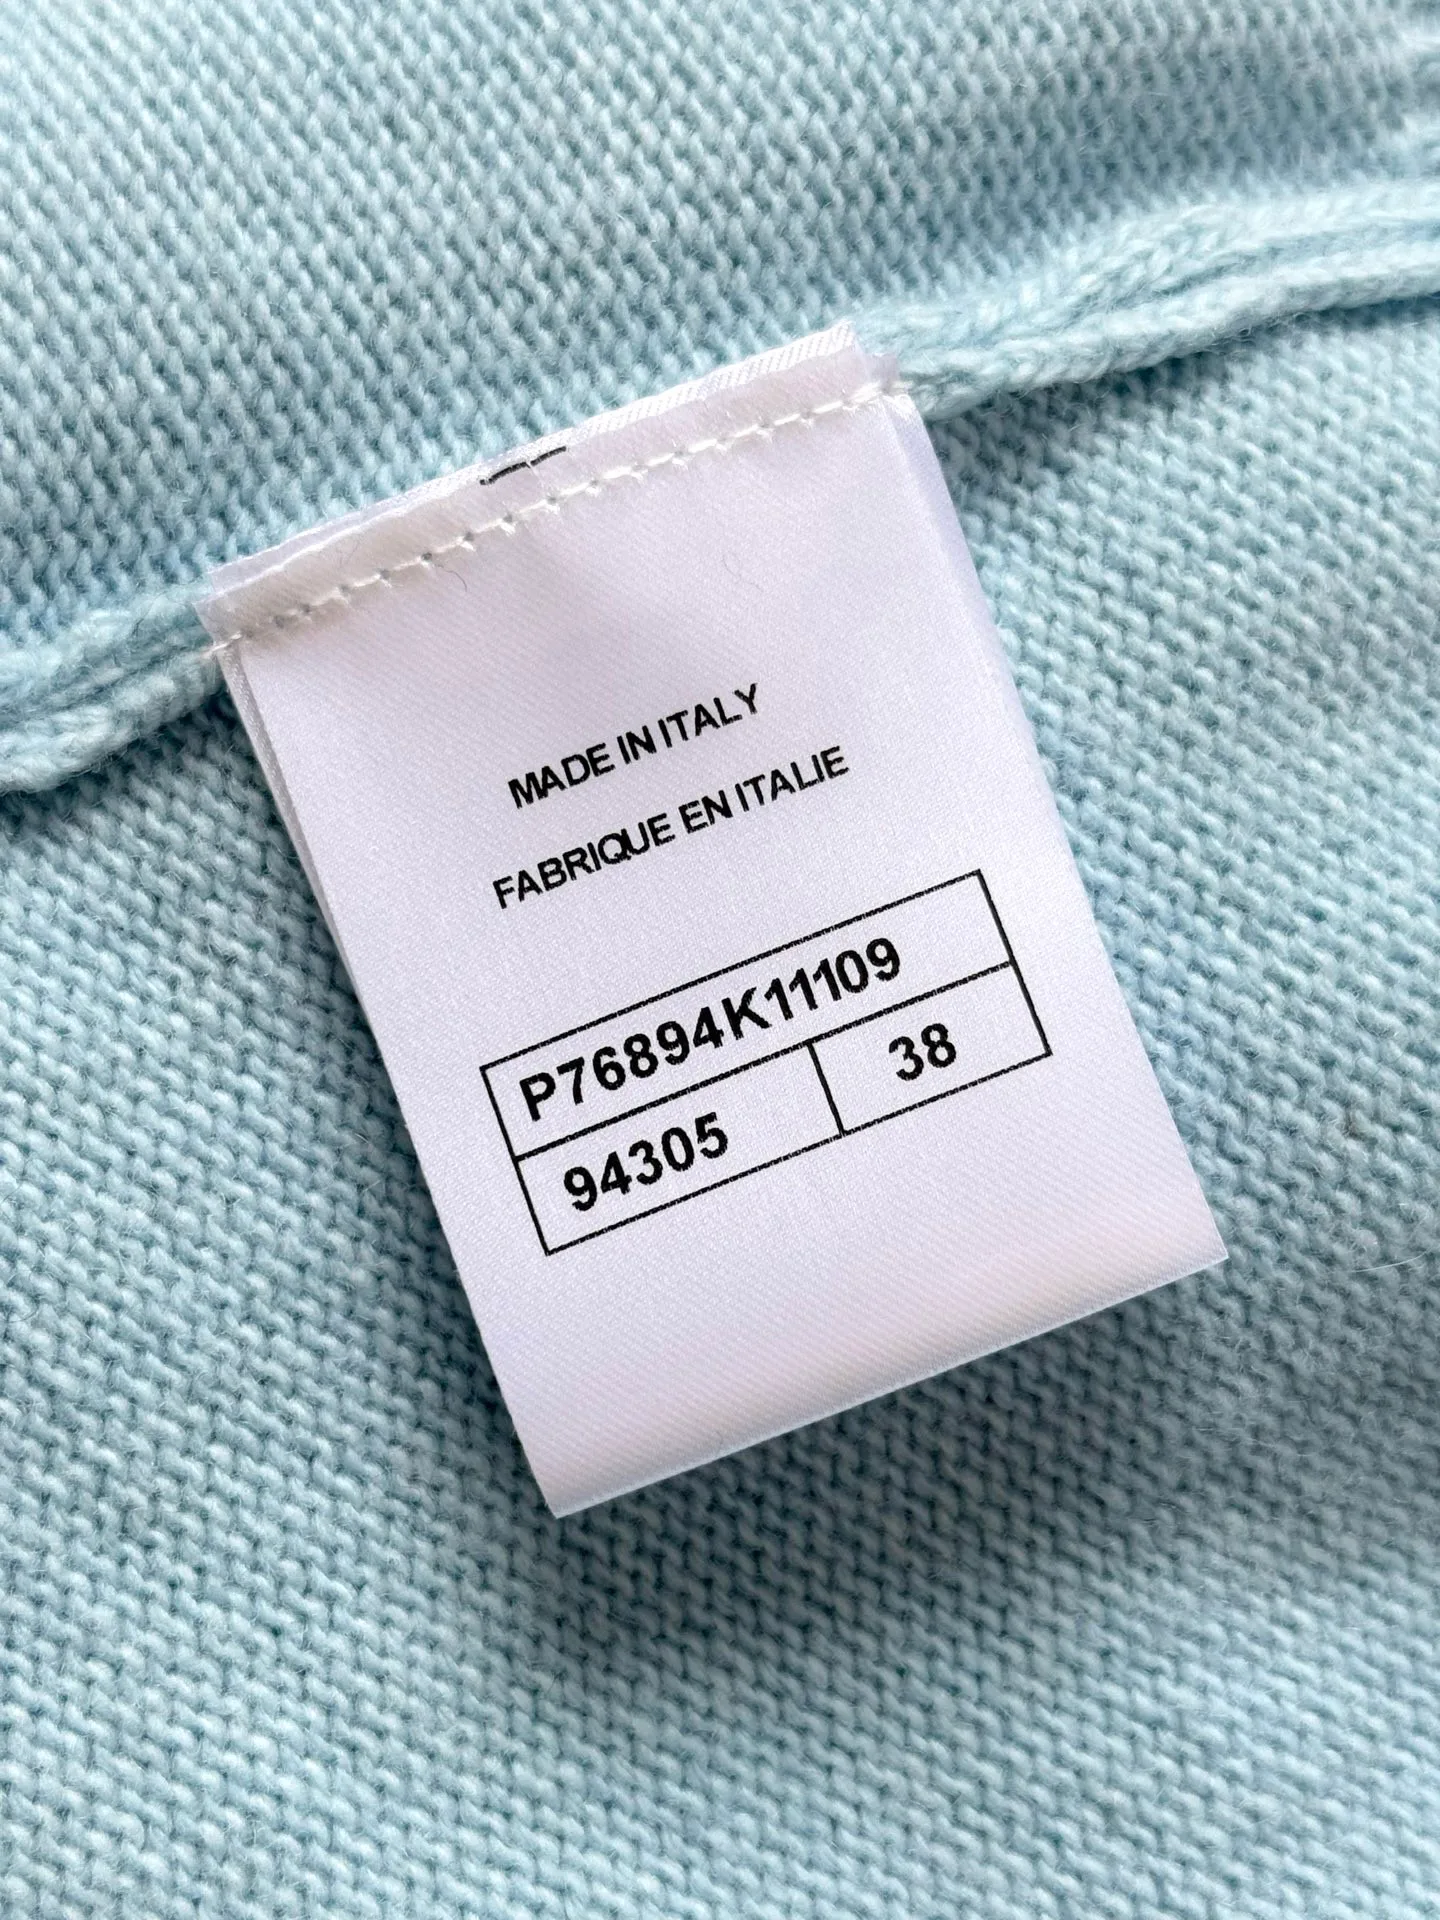 MADE IN ITALY
FABRIQUE EN ITALIE
P76894K11109
94305 38